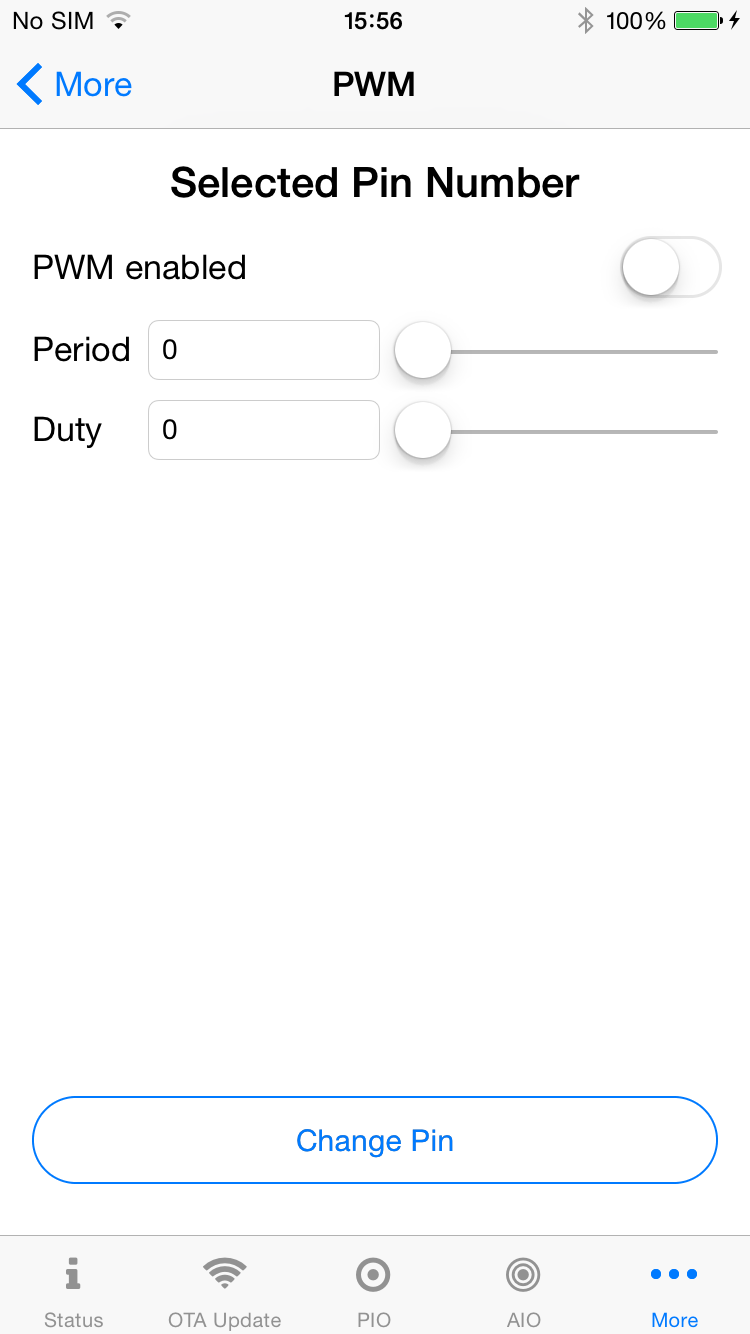 No SIM 15:56 100%
More PWM
Selected Pin Number
PWM enabled
Period 0
Duty 0
Change Pin
Status OTA Update PIO AIO More